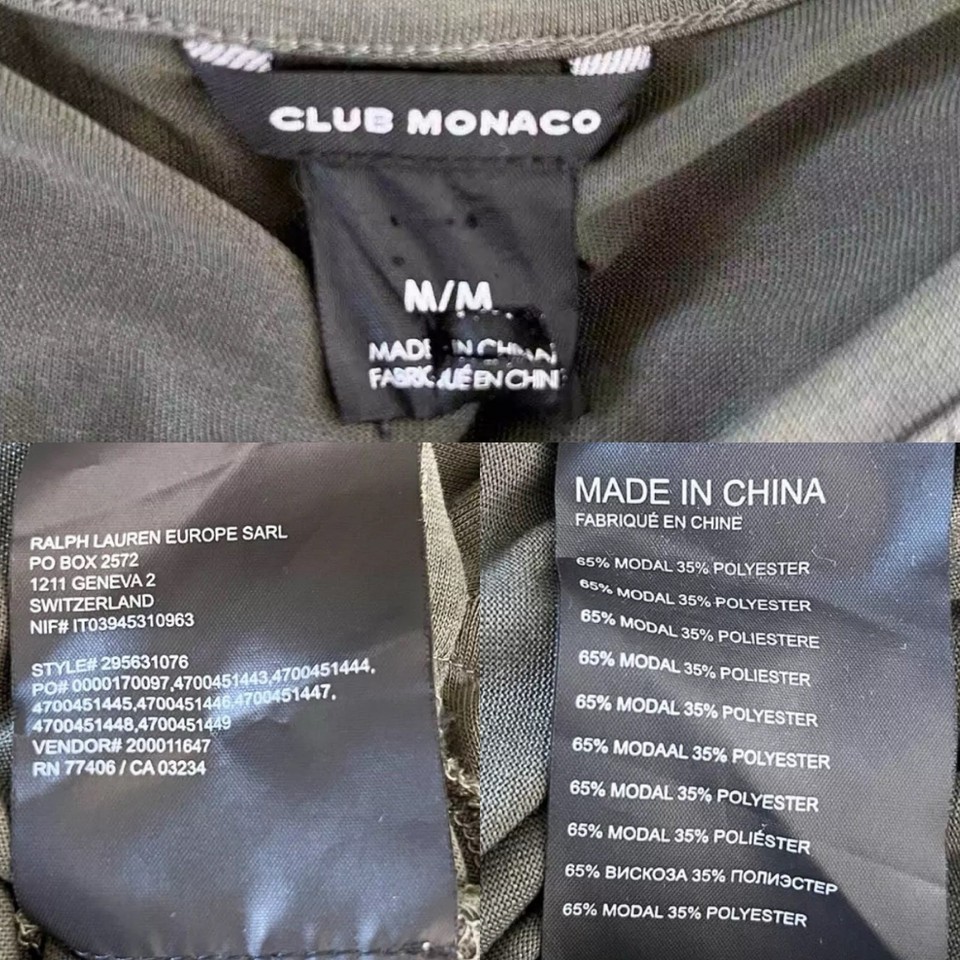 CLUB MONACO
M/M
MADE IN CHINA
FABRIQUÉ EN CHIN
RALPH LAUREN EUROPE SARL
PO BOX 2572
1211 GENEVA 2
SWITZERLAND
NIF# IT03945310963
STYLE# 295631076
PO# 0000170097,4700451443,4700451444,
4700451445,4700451446,4700451447,
4700451448,4700451449
VENDOR# 200011647
RN 77406 / CA 03234
MADE IN CHINA
FABRIQUÉ EN CHINE
65% MODAL 35% POLYESTER
65% MODAL 35% POLYESTER
65% MODAL 35% POLIESTERE
65% MODAL 35% POLJESTER
65% MODAL 35% POLYESTER
65% MODAAL 35% POLYESTER
65% MODAL 35% POLYESTER
65% MODAL 35% POLIÉSTER
65% ВИСКОЗА 35% ПОЛИЭСТЕР
65% MODAL 35% POLYESTER